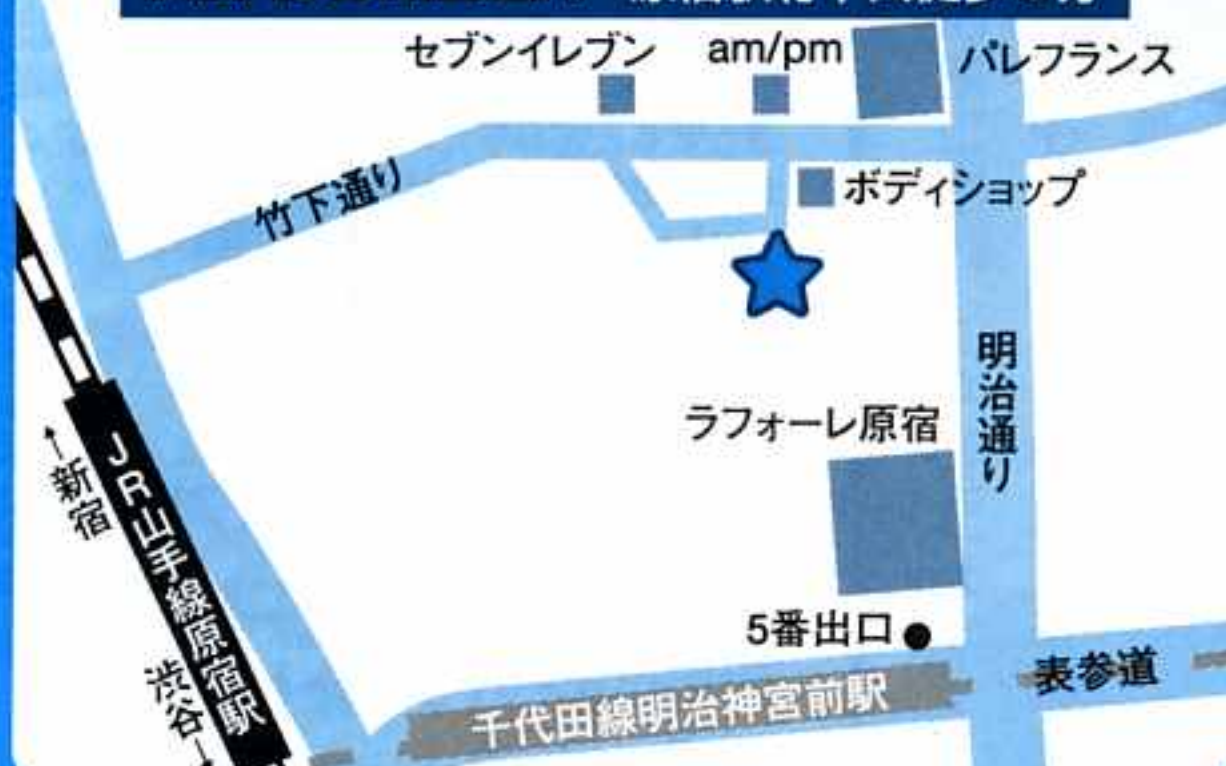 セブンイレブン
am/pm
パレフランス
竹下通り
ボディショップ
明治通り
ラフォーレ原宿
←新宿
JR山手線原宿駅
渋谷→
5番出口
千代田線明治神宮前駅
表参道